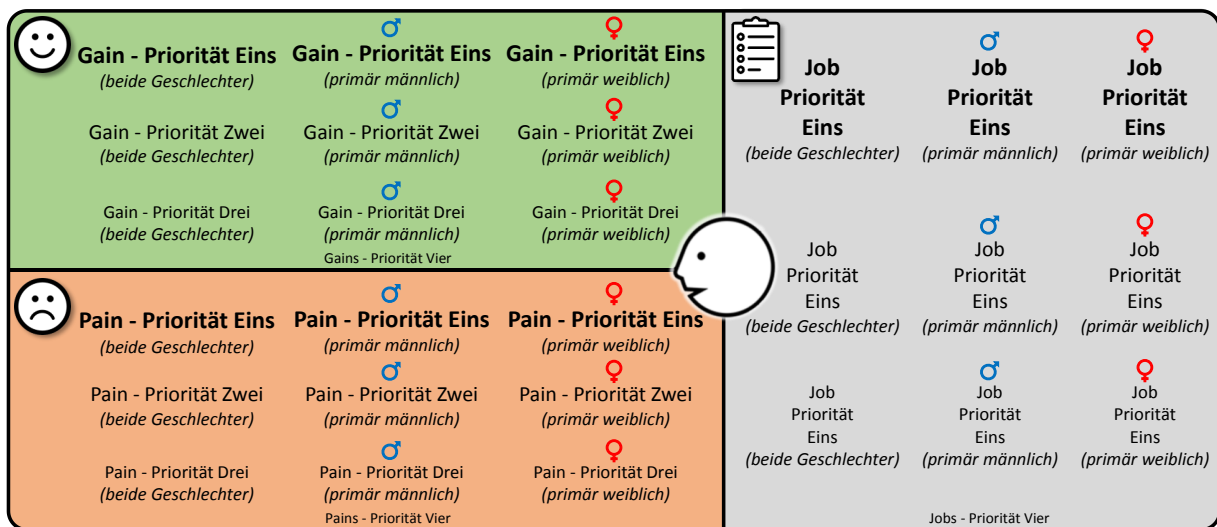 Gain - Priorität Eins
(beide Geschlechter)
Gain - Priorität Eins
(primär männlich)
Gain - Priorität Eins
(primär weiblich)
Gain - Priorität Zwei
(beide Geschlechter)
Gain - Priorität Zwei
(primär männlich)
Gain - Priorität Zwei
(primär weiblich)
Gain - Priorität Drei
(beide Geschlechter)
Gain - Priorität Drei
(primär männlich)
Gain - Priorität Drei
(primär weiblich)
Gains - Priorität Vier
Pain - Priorität Eins
(beide Geschlechter)
Pain - Priorität Eins
(primär männlich)
Pain - Priorität Eins
(primär weiblich)
Pain - Priorität Zwei
(beide Geschlechter)
Pain - Priorität Zwei
(primär männlich)
Pain - Priorität Zwei
(primär weiblich)
Pain - Priorität Drei
(beide Geschlechter)
Pain - Priorität Drei
(primär männlich)
Pain - Priorität Drei
(primär weiblich)
Pains - Priorität Vier
Job
Priorität
Eins
(beide Geschlechter)
Job
Priorität
Eins
(primär männlich)
Job
Priorität
Eins
(primär weiblich)
Job
Priorität
Eins
(beide Geschlechter)
Job
Priorität
Eins
(primär männlich)
Job
Priorität
Eins
(primär weiblich)
Job
Priorität
Eins
(beide Geschlechter)
Job
Priorität
Eins
(primär männlich)
Job
Priorität
Eins
(primär weiblich)
Jobs - Priorität Vier